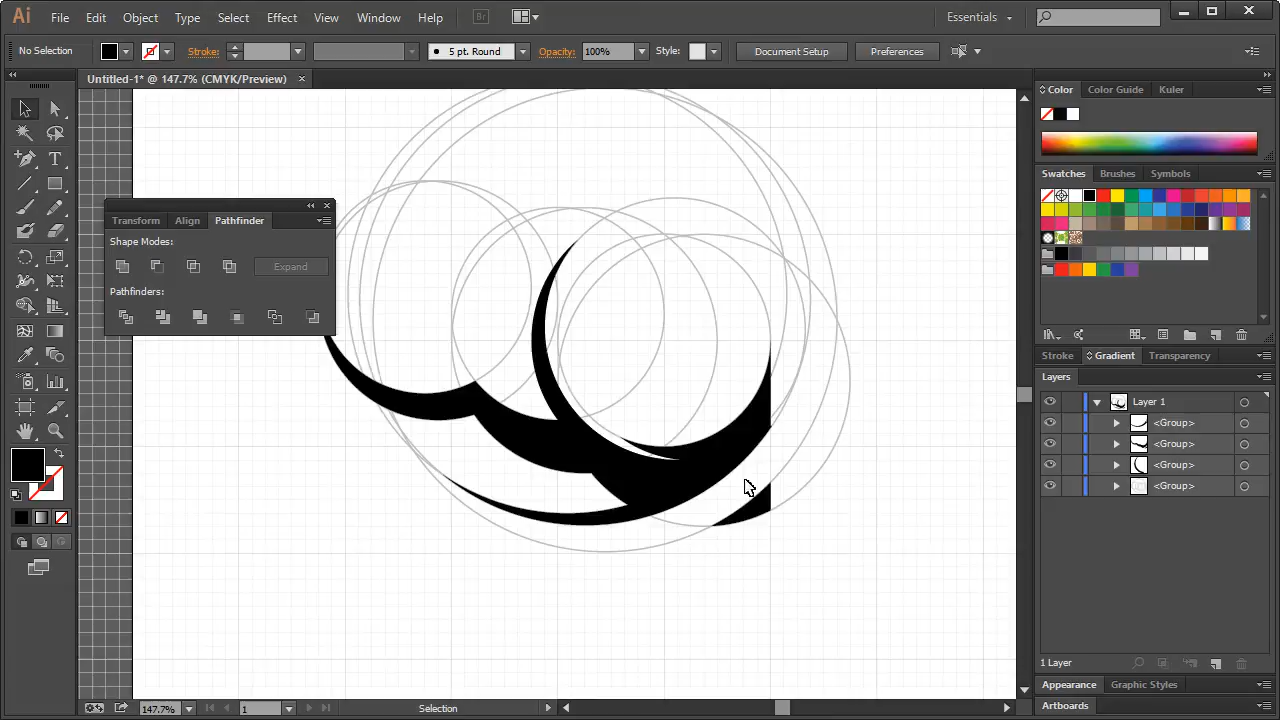 Ai File Edit Object Type Select Effect View Window Help Br Essentials
No Selection Stroke: 5 pt. Round Opacity: 100% Style: Document Setup Preferences
Untitled-1* @ 147.7% (CMYK/Preview)
Color Color Guide Kuler
Swatches Brushes Symbols
Transform Align Pathfinder
Shape Modes:
Expand
Pathfinders:
Stroke Gradient Transparency
Layers
Layer 1
<Group>
<Group>
<Group>
<Group>
1 Layer
Appearance Graphic Styles
Artboards
147.7% 1 Selection